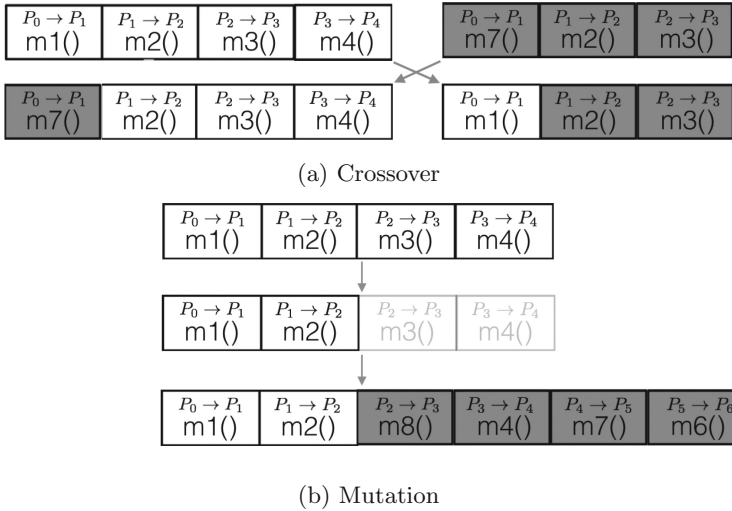 P₀ → P₁ P₁ → P₂ P₂ → P₃ P₃ → P₄ P₀ → P₁ P₁ → P₂ P₂ → P₃
m1() m2() m3() m4() m7() m2() m3()
P₀ → P₁ P₁ → P₂ P₂ → P₃ P₃ → P₄ P₀ → P₁ P₁ → P₂ P₂ → P₃
m7() m2() m3() m4() m1() m2() m3()
(a) Crossover
P₀ → P₁ P₁ → P₂ P₂ → P₃ P₃ → P₄
m1() m2() m3() m4()
P₀ → P₁ P₁ → P₂ P₂ → P₃ P₃ → P₄
m1() m2() m3() m4()
P₀ → P₁ P₁ → P₂ P₂ → P₃ P₃ → P₄ P₄ → P₅ P₅ → P₆
m1() m2() m8() m4() m7() m6()
(b) Mutation